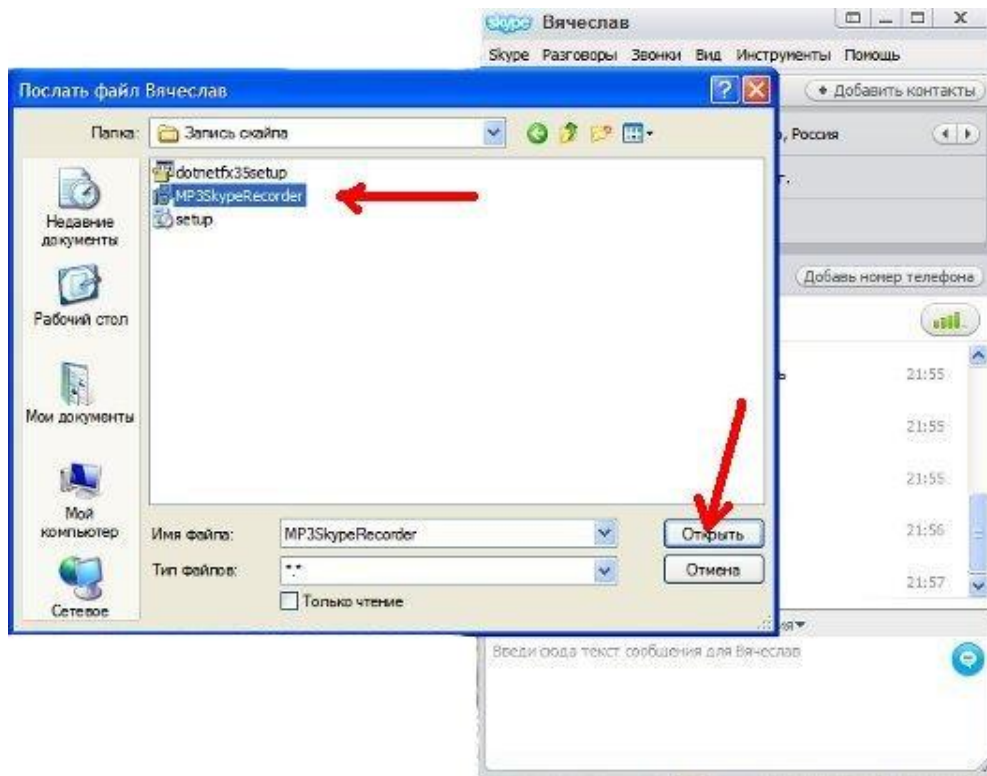 skype Вячеслав
Skype Разговоры Звонки Вид Инструменты Помощь
Послать файл Вячеслав
Добавить контакты
Папка: Запись скайпа
, Россия
dotnetfx35setup
MP3SkypeRecorder
setup
г.
Недавние
документы
Добавь номер телефона
Рабочий стол
ь 21:55
Мои документы
21:55
21:55
Мой
компьютер
Имя файла: MP3SkypeRecorder Открыть
21:56
Тип файлов: *.* Отмена
21:57
Только чтение
Сетевое
ия
Введи сюда текст сообщения для Вячеслав